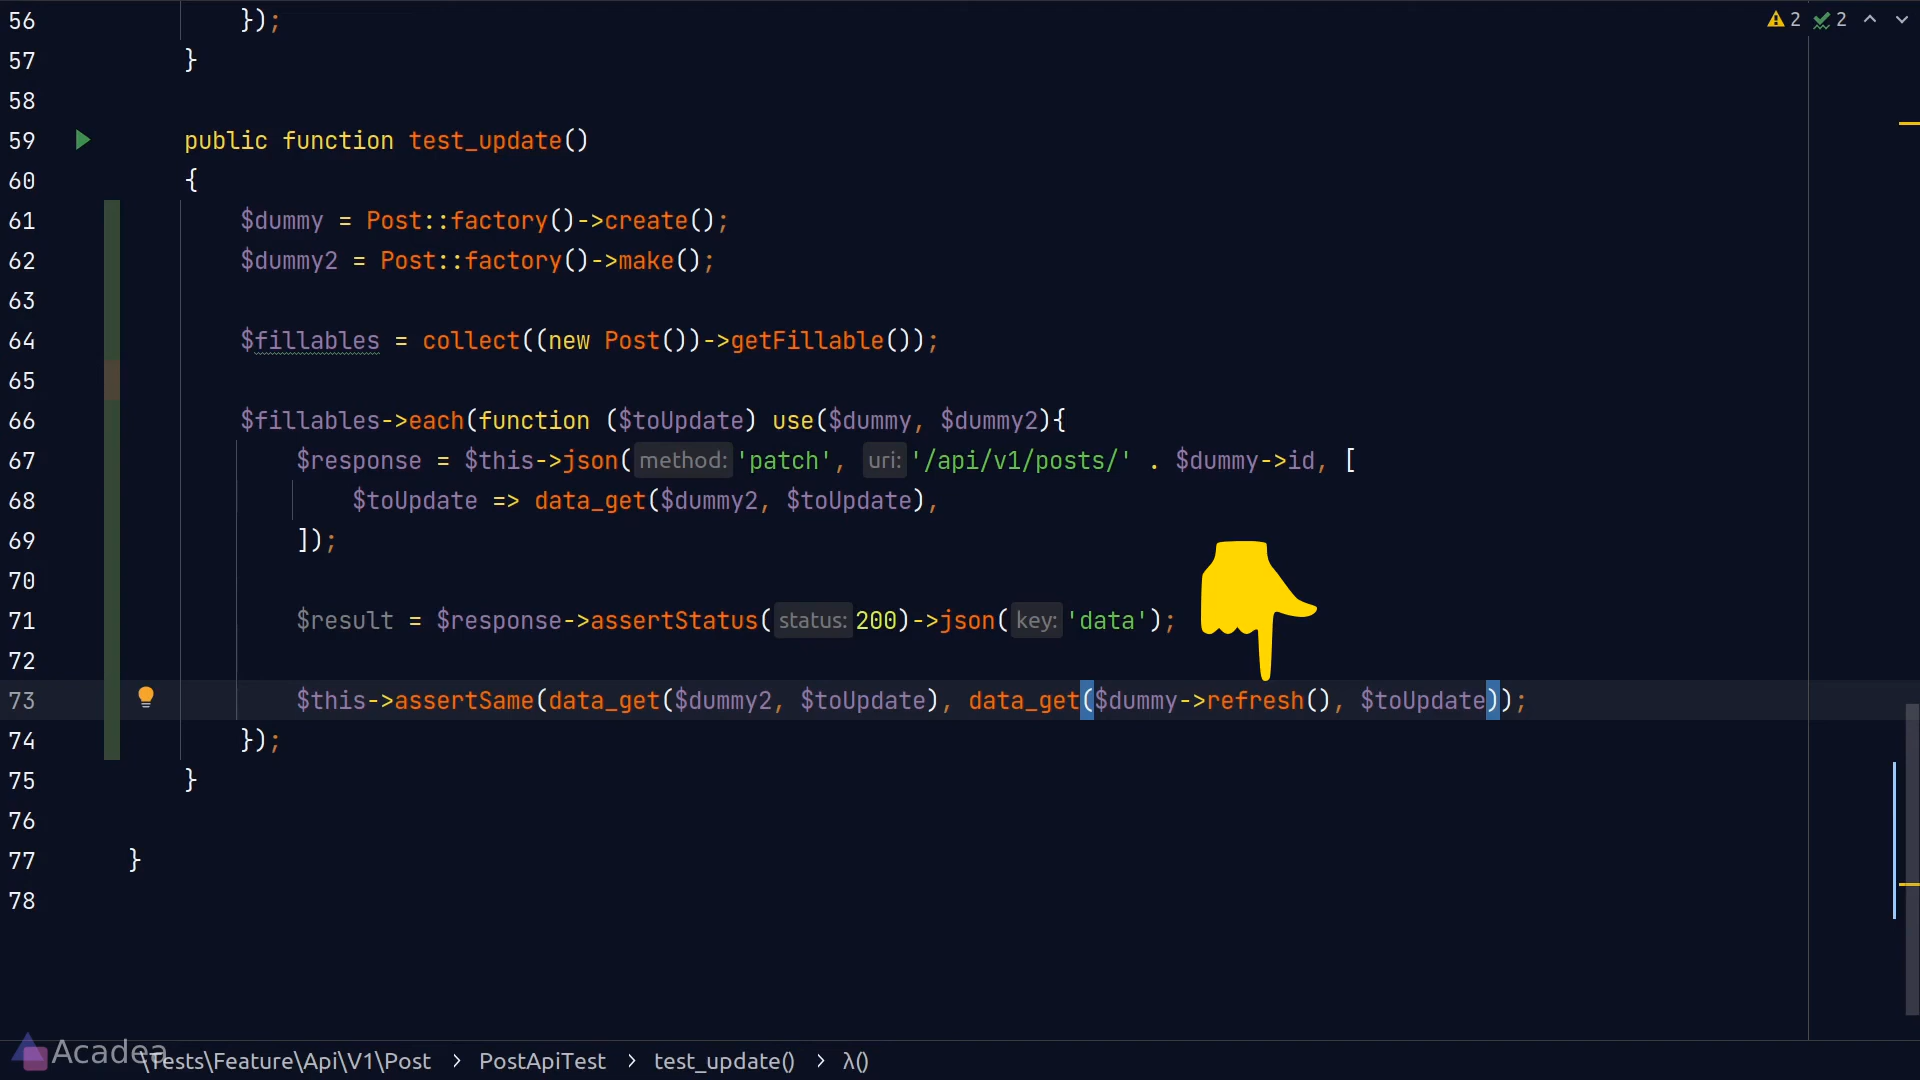 56 });
57 }
58
59 public function test_update()
60 {
61 $dummy = Post::factory()->create();
62 $dummy2 = Post::factory()->make();
63
64 $fillables = collect((new Post())->getFillable());
65
66 $fillables->each(function ($toUpdate) use($dummy, $dummy2){
67 $response = $this->json( method: 'patch', uri: '/api/v1/posts/' . $dummy->id, [
68 $toUpdate => data_get($dummy2, $toUpdate),
69 ]);
70
71 $result = $response->assertStatus( status: 200)->json( key: 'data');
72
73 $this->assertSame(data_get($dummy2, $toUpdate), data_get($dummy->refresh(), $toUpdate));
74 });
75 }
76
77 }
78
2 2
Acadea
\Tests\Feature\Api\V1\Post > PostApiTest > test_update() > λ()